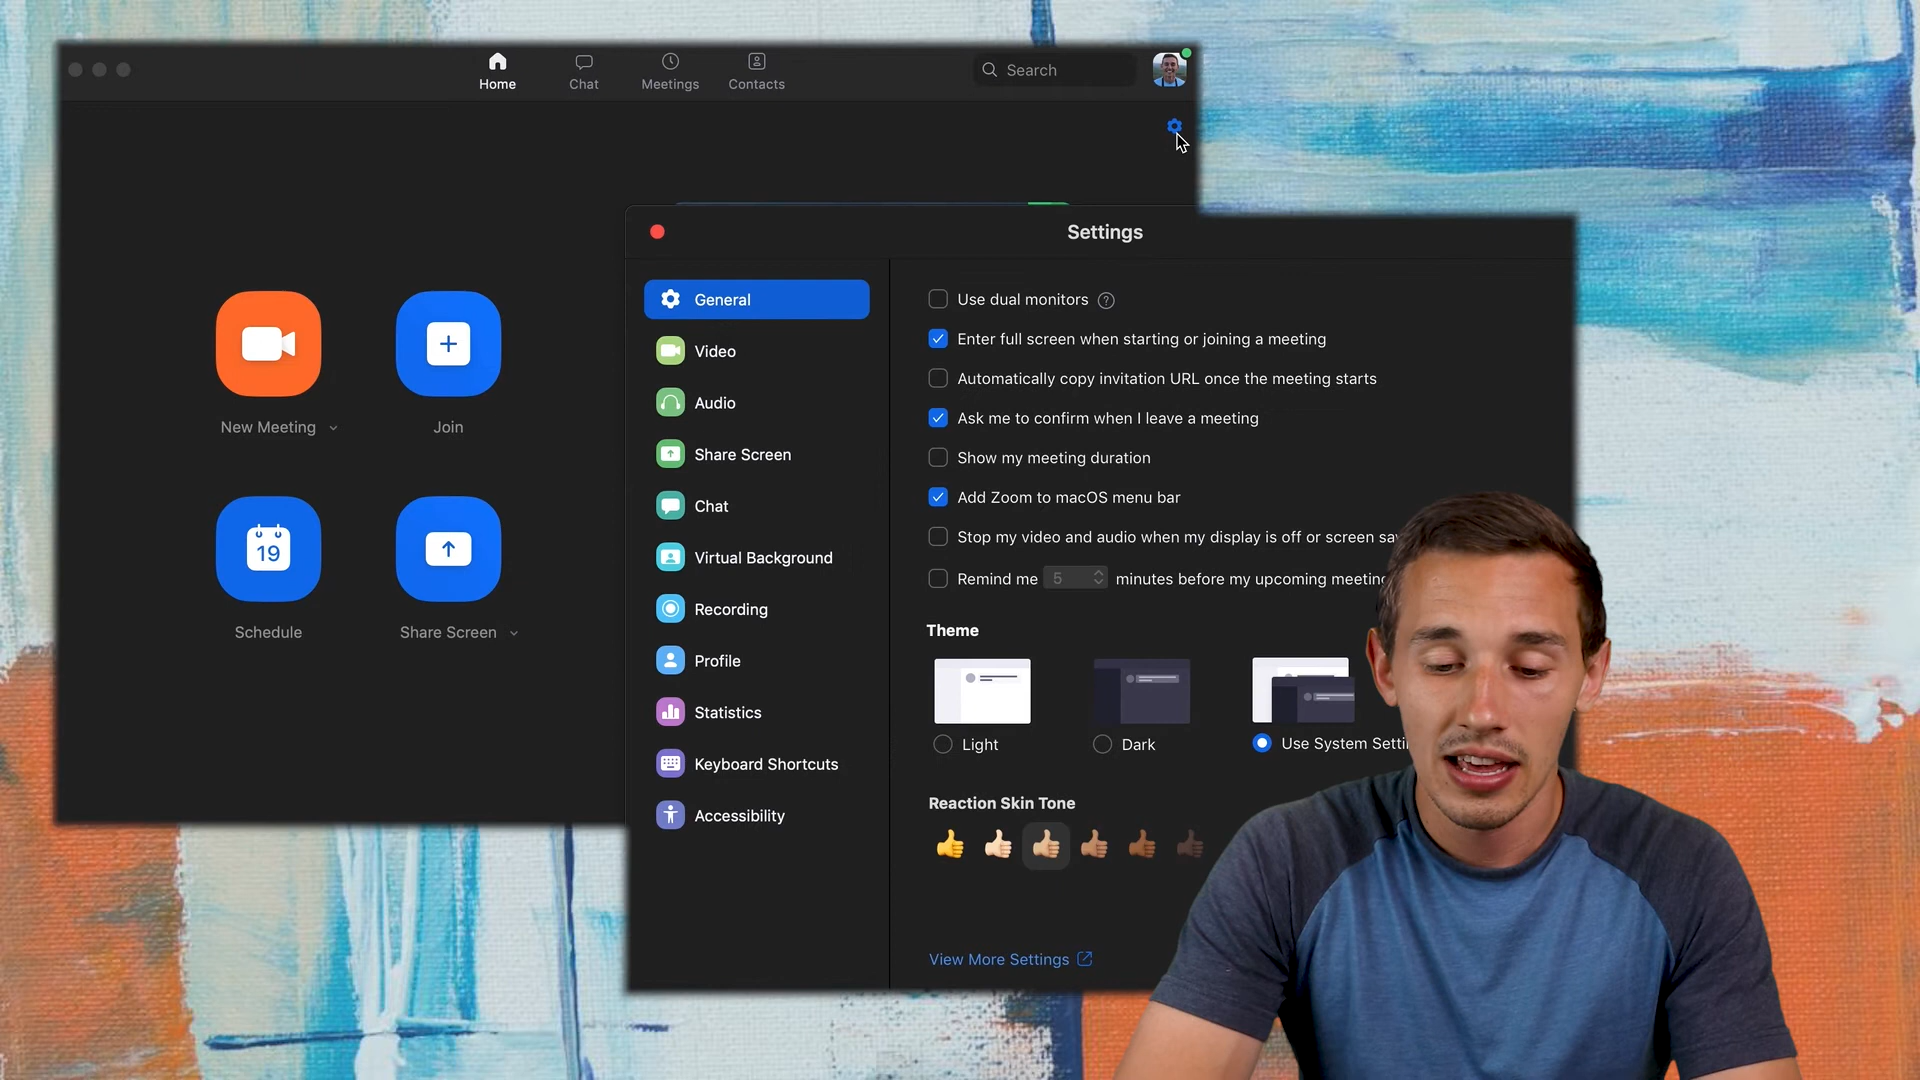 Home
Chat
Meetings
Contacts
Search
Settings
General
Video
Audio
Share Screen
Chat
Virtual Background
Recording
Profile
Statistics
Keyboard Shortcuts
Accessibility
New Meeting
Join
19
Schedule
Share Screen
Use dual monitors ?
Enter full screen when starting or joining a meeting
Automatically copy invitation URL once the meeting starts
Ask me to confirm when I leave a meeting
Show my meeting duration
Add Zoom to macOS menu bar
Stop my video and audio when my display is off or screen
Remind me 5 minutes before my upcoming
Theme
Light
Dark
Use System
Reaction Skin Tone
View More Settings